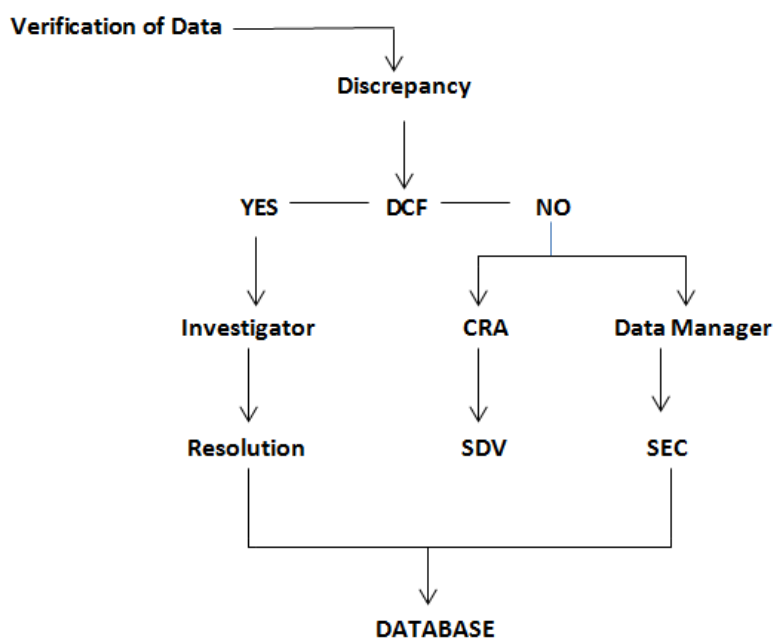 Verification of Data
Discrepancy
YES DCF NO
Investigator CRA Data Manager
Resolution SDV SEC
DATABASE